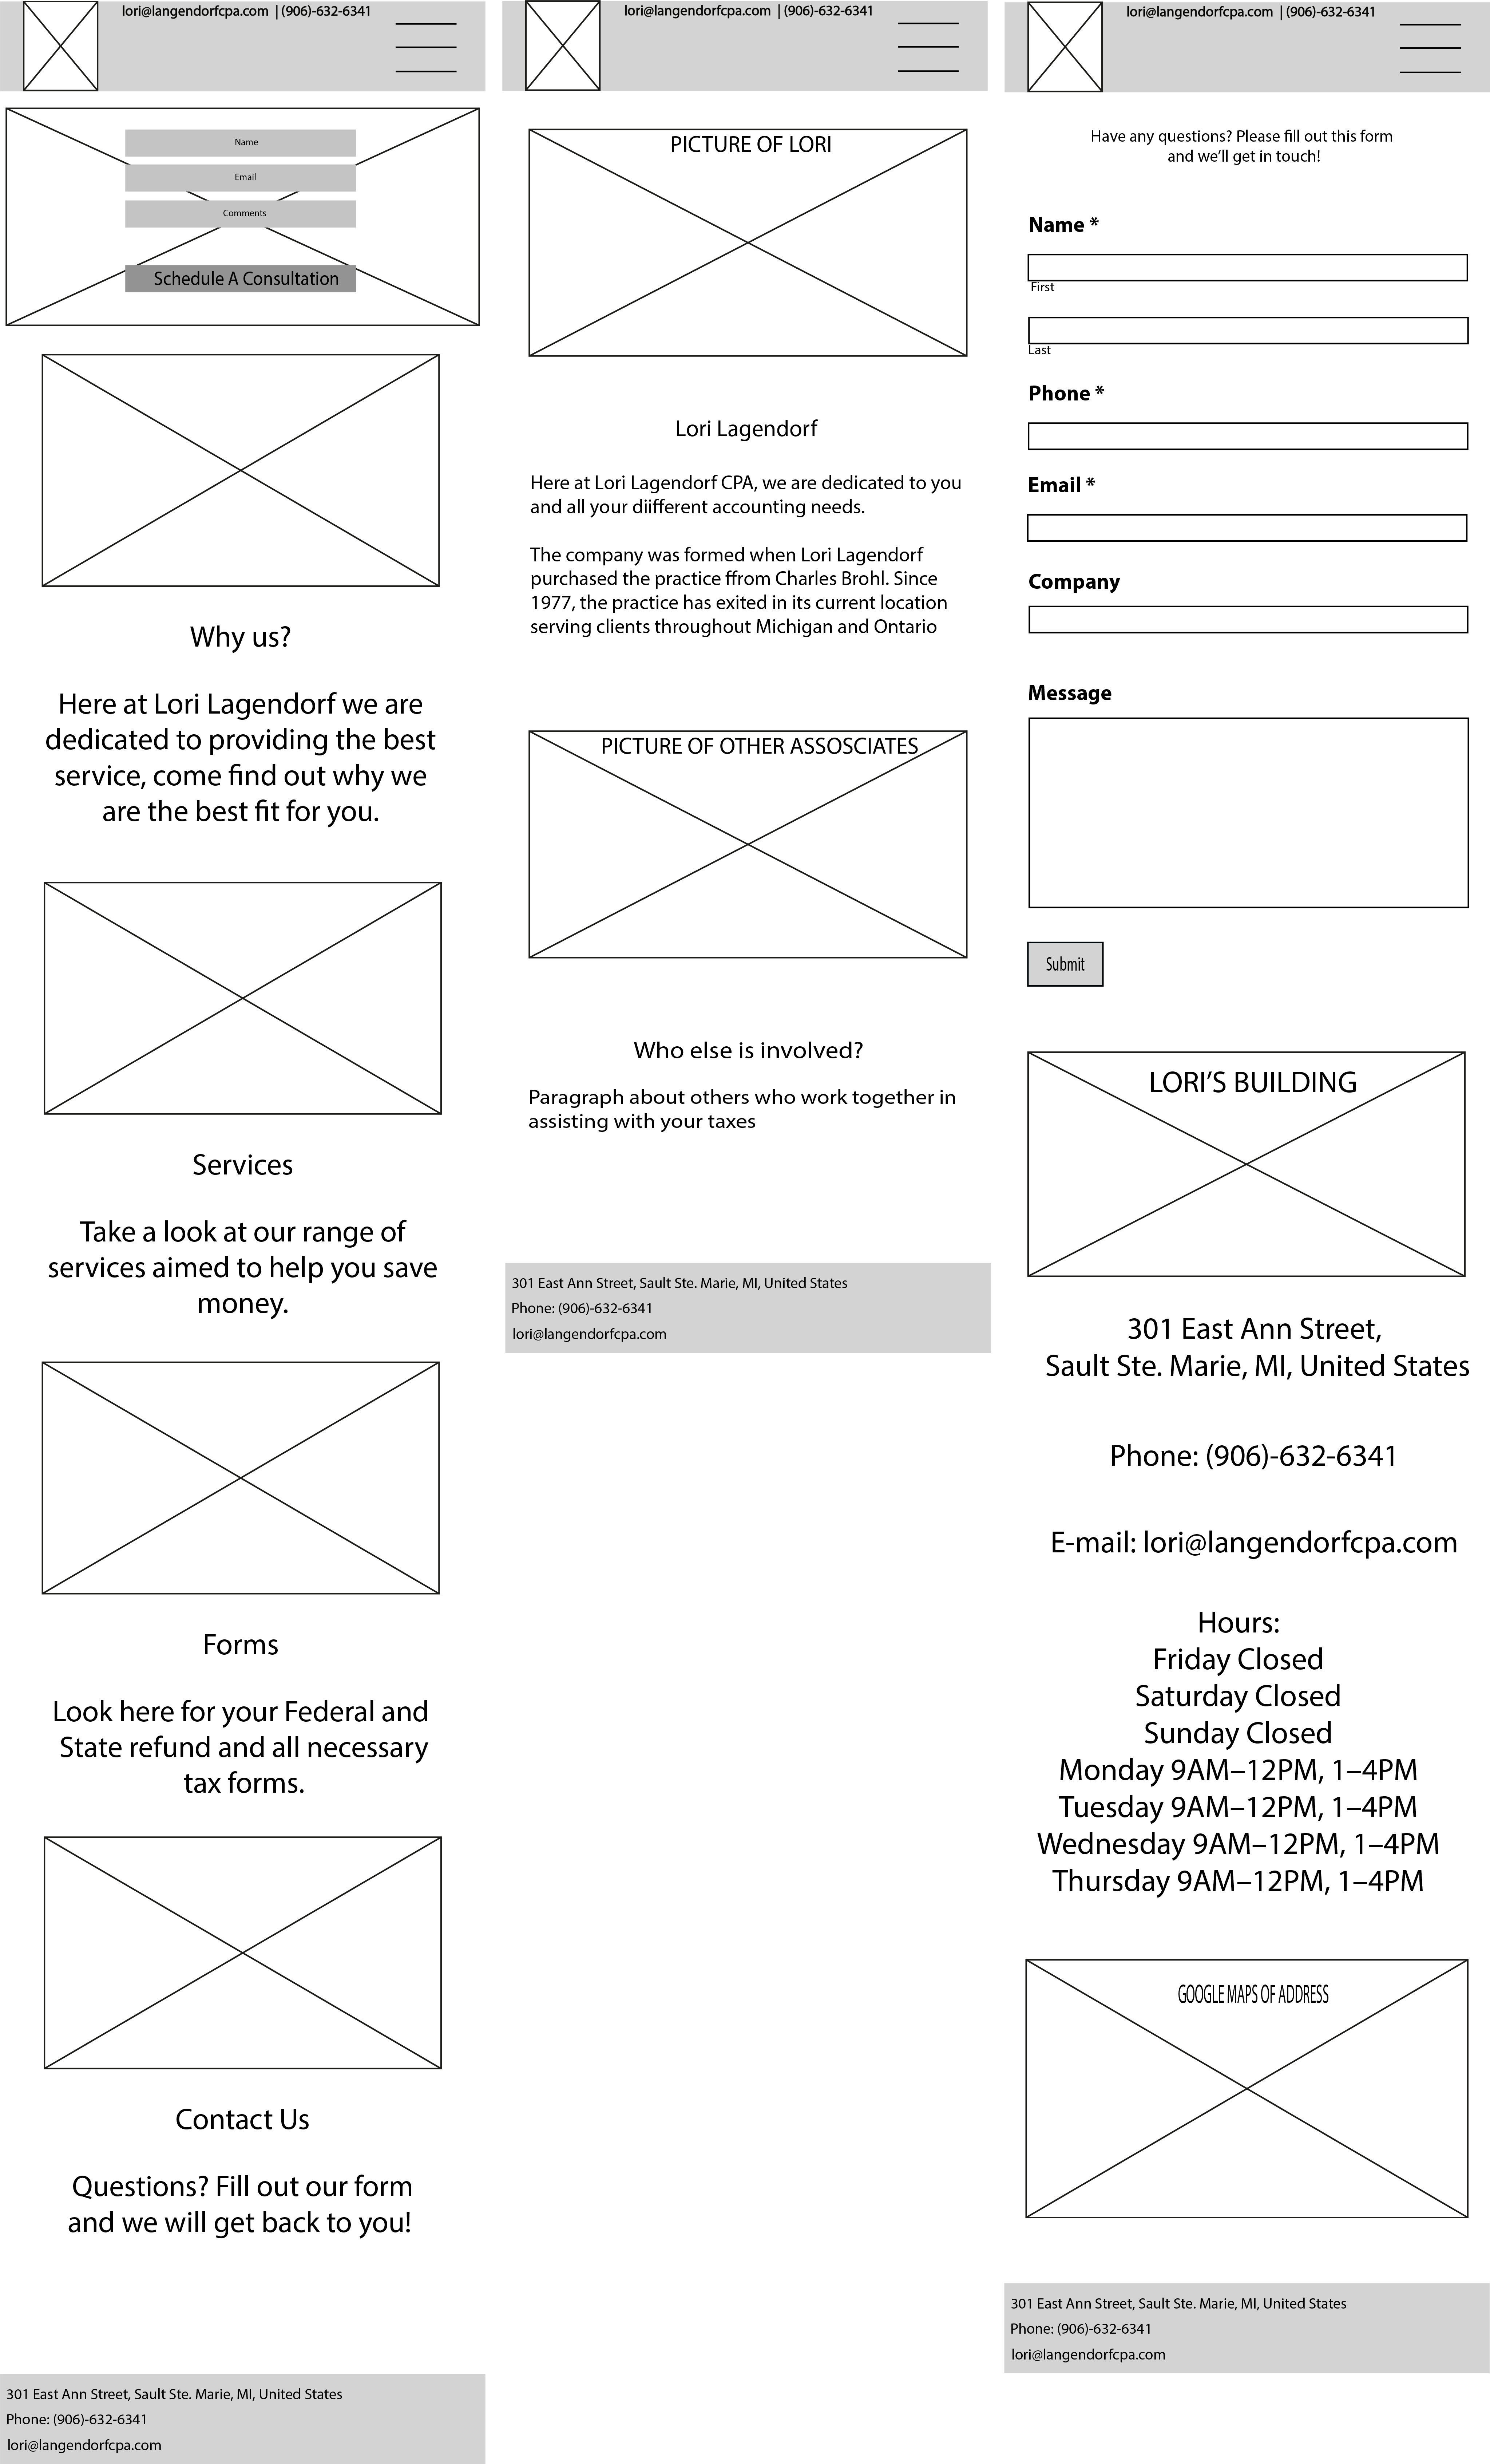 lori@langendorfcpa.com | (906)-632-6341
Name
Email
Comments
Schedule A Consultation
Why us?
Here at Lori Lagendorf we are
dedicated to providing the best
service, come find out why we
are the best fit for you.
Services
Take a look at our range of
services aimed to help you save
money.
Forms
Look here for your Federal and
State refund and all necessary
tax forms.
Contact Us
Questions? Fill out our form
and we will get back to you!
301 East Ann Street, Sault Ste. Marie, MI, United States
Phone: (906)-632-6341
lori@langendorfcpa.com
lori@langendorfcpa.com | (906)-632-6341
PICTURE OF LORI
Lori Lagendorf
Here at Lori Lagendorf CPA, we are dedicated to you
and all your diifferent accounting needs.
The company was formed when Lori Lagendorf
purchased the practice ffrom Charles Brohl. Since
1977, the practice has exited in its current location
serving clients throughout Michigan and Ontario
PICTURE OF OTHER ASSOSCIATES
Who else is involved?
Paragraph about others who work together in
assisting with your taxes
301 East Ann Street, Sault Ste. Marie, MI, United States
Phone: (906)-632-6341
lori@langendorfcpa.com
lori@langendorfcpa.com | (906)-632-6341
Have any questions? Please fill out this form
and we’ll get in touch!
Name *
First
Last
Phone *
Email *
Company
Message
Submit
LORI’S BUILDING
301 East Ann Street,
Sault Ste. Marie, MI, United States
Phone: (906)-632-6341
E-mail: lori@langendorfcpa.com
Hours:
Friday Closed
Saturday Closed
Sunday Closed
Monday 9AM–12PM, 1–4PM
Tuesday 9AM–12PM, 1–4PM
Wednesday 9AM–12PM, 1–4PM
Thursday 9AM–12PM, 1–4PM
GOOGLE MAPS OF ADDRESS
301 East Ann Street, Sault Ste. Marie, MI, United States
Phone: (906)-632-6341
lori@langendorfcpa.com